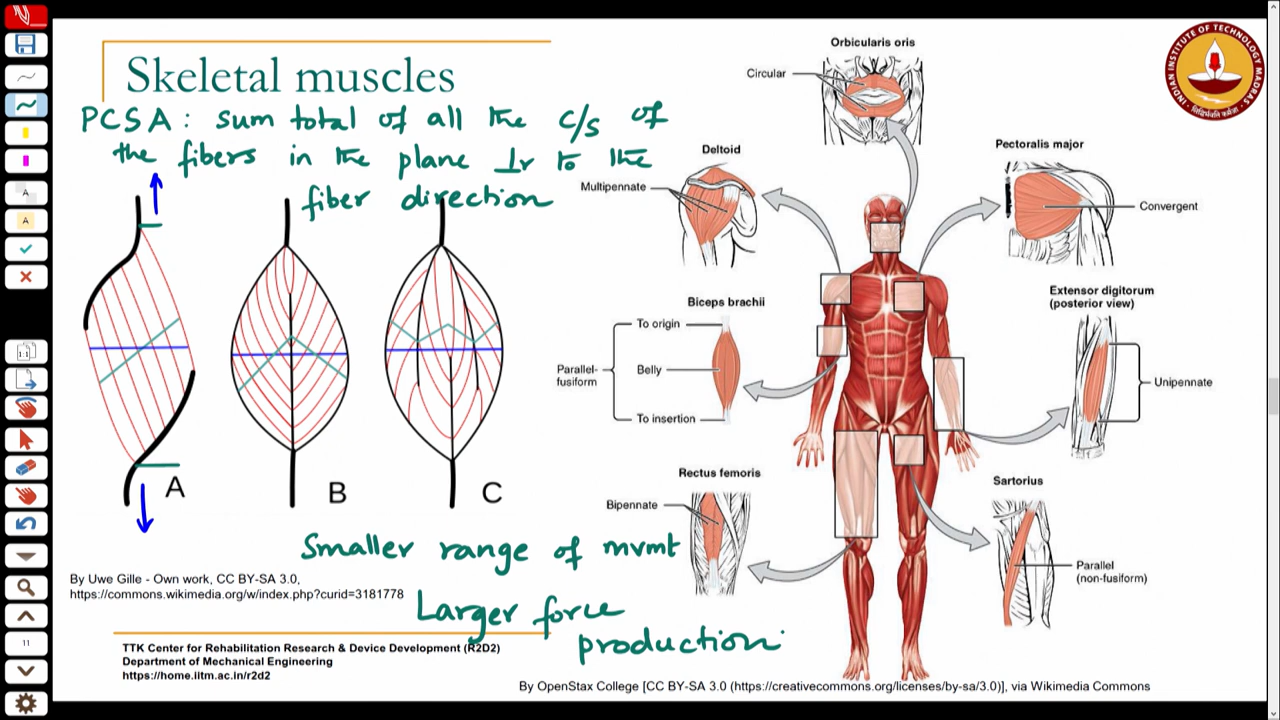 Skeletal muscles
PCSA: sum total of all the c/s of
the fibers in the plane ⊥r to the
fiber direction
A
B
C
Smaller range of mvmt
Larger force
production
By Uwe Gille - Own work, CC BY-SA 3.0,
https://commons.wikimedia.org/w/index.php?curid=3181778
TTK Center for Rehabilitation Research & Device Development (R2D2)
Department of Mechanical Engineering
https://home.iitm.ac.in/r2d2
Orbicularis oris
Circular
Deltoid
Multipennate
Pectoralis major
Convergent
Biceps brachii
To origin
Parallel-
fusiform
Belly
To insertion
Extensor digitorum
(posterior view)
Unipennate
Rectus femoris
Bipennate
Sartorius
Parallel
(non-fusiform)
By OpenStax College [CC BY-SA 3.0 (https://creativecommons.org/licenses/by-sa/3.0)], via Wikimedia Commons
INDIAN INSTITUTE OF TECHNOLOGY MADRAS
A
A
1:1
11